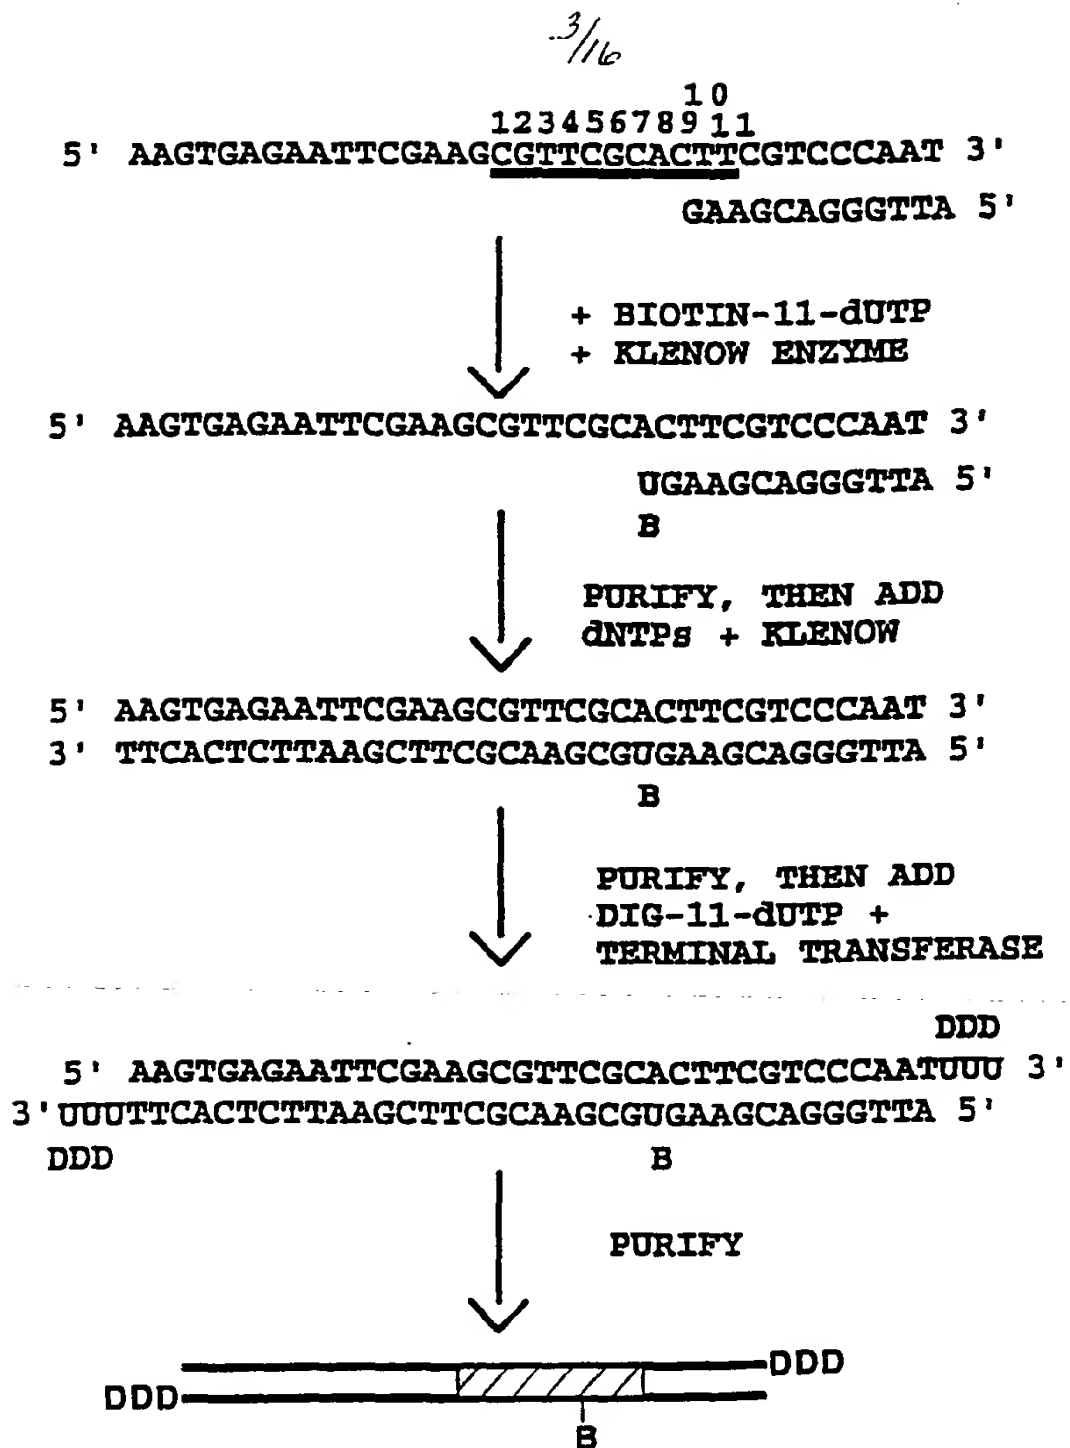 3/16
10
123456789 11
5' AAGTGAGAATTCGAAGCGTTCGCACTTCGTCCCAAT 3'
GAAGCAGGGTTA 5'
+ BIOTIN-11-dUTP
+ KLENOW ENZYME
5' AAGTGAGAATTCGAAGCGTTCGCACTTCGTCCCAAT 3'
UGAAGCAGGGTTA 5'
B
PURIFY, THEN ADD
dNTPs + KLENOW
5' AAGTGAGAATTCGAAGCGTTCGCACTTCGTCCCAAT 3'
3' TTCACTCTTAAGCTTCGCAAGCGUGAAGCAGGGTTA 5'
B
PURIFY, THEN ADD
DIG-11-dUTP +
TERMINAL TRANSFERASE
DDD
5' AAGTGAGAATTCGAAGCGTTCGCACTTCGTCCCAATUUU 3'
3'UUUTTCACTCTTAAGCTTCGCAAGCGUGAAGCAGGGTTA 5'
DDD B
PURIFY
DDD
DDD
B